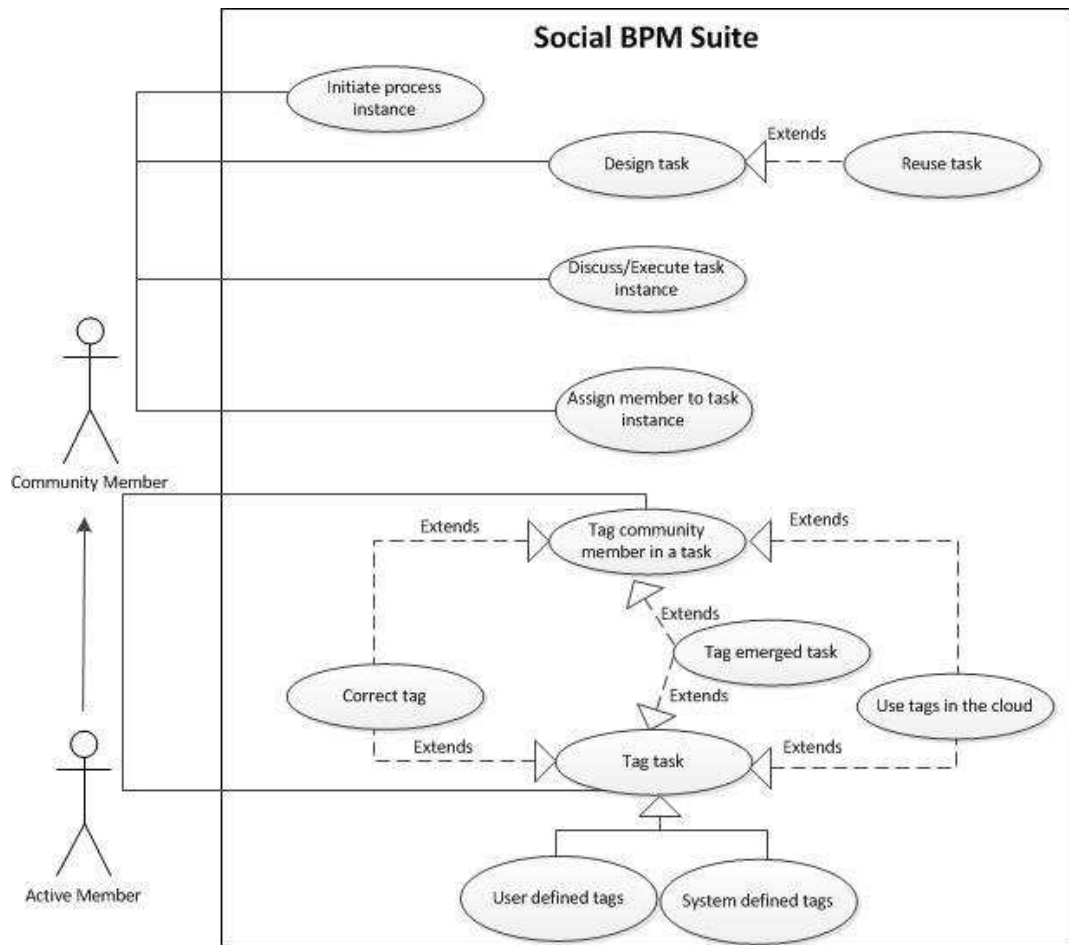 Social BPM Suite
Initiate process
instance
Extends
Design task
Reuse task
Discuss/Execute task
instance
Assign member to task
instance
Community Member
Extends
Tag community
member in a task
Extends
Extends
Tag emerged task
Correct tag
Extends
Use tags in the cloud
Extends
Tag task
Extends
User defined tags
System defined tags
Active Member